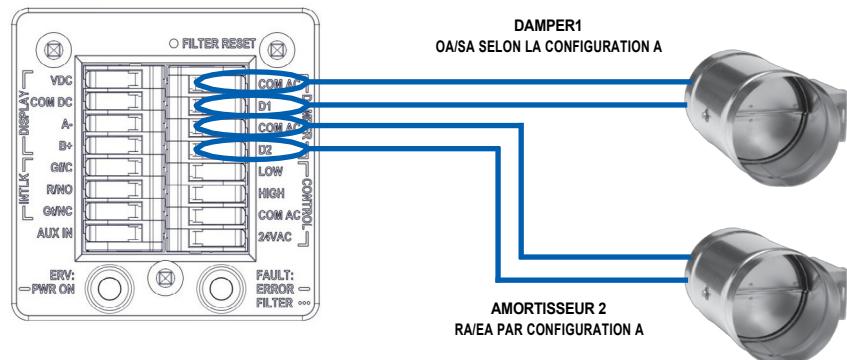 DAMPER1
OA/SA SELON LA CONFIGURATION A
FILTER RESET
VDC
COM DC
A-
B+
DISPLAY
G\f/C
R/NO
Gt/NC
AUX IN
INTLK
COM AC
D1
COM AC
D2
DAMPER
LOW
HIGH
COM AC
24VAC
CONTROL
ERV:
PWR ON
FAULT:
ERROR
FILTER
AMORTISSEUR 2
RA/EA PAR CONFIGURATION A